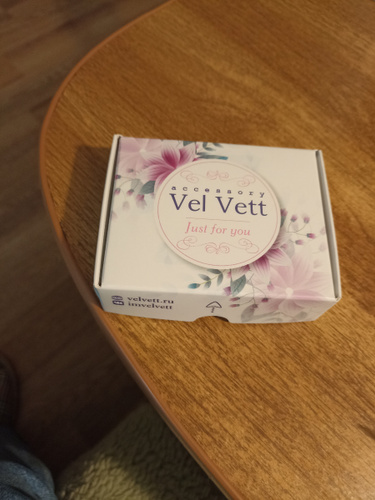 accessory
Vel Vett
Just for you
velvett.ru
imvelvett